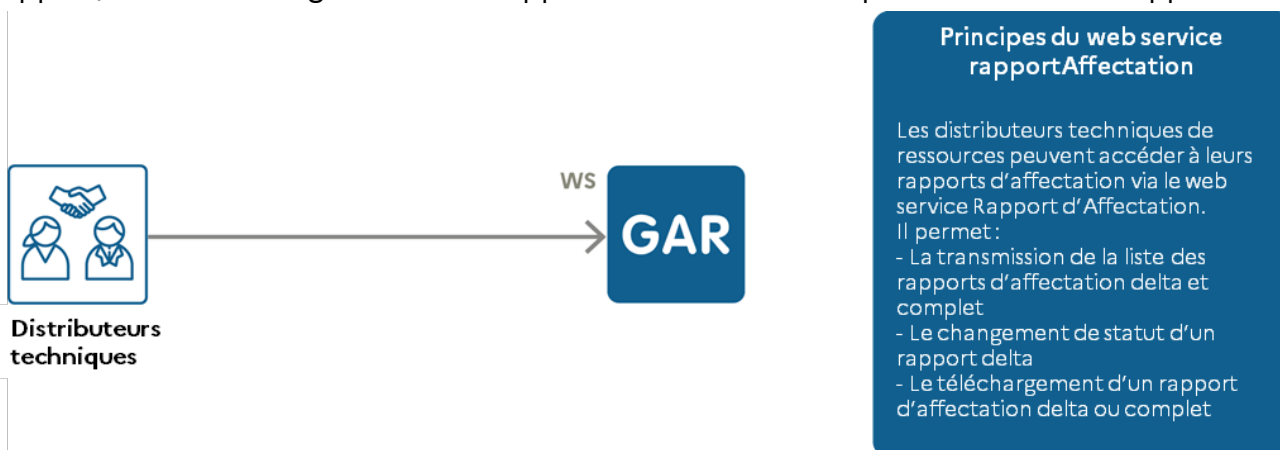 Principes du web service
rapportAffectation
Les distributeurs techniques de
ressources peuvent accéder à leurs
rapports d'affectation via le web
service Rapport d'Affectation.
Il permet :
- La transmission de la liste des
rapports d'affectation delta et
complet
- Le changement de statut d'un
rapport delta
- Le téléchargement d'un rapport
d'affectation delta ou complet
WS
GAR
Distributeurs
techniques